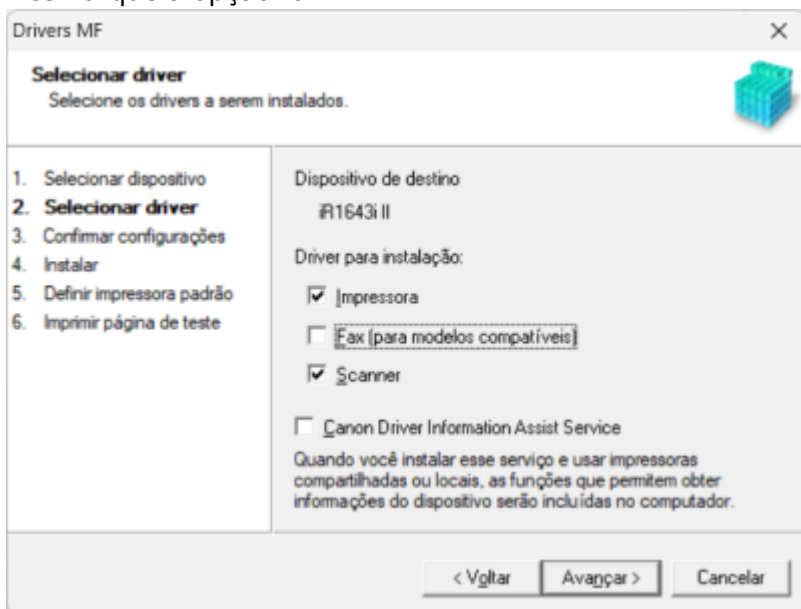 Drivers MF
Selecionar driver
Selecione os drivers a serem instalados.
1. Selecionar dispositivo
2. Selecionar driver
3. Confirmar configurações
4. Instalar
5. Definir impressora padrão
6. Imprimir página de teste
Dispositivo de destino
iR1643i II
Driver para instalação:
Impressora
Fax (para modelos compatíveis)
Scanner
Canon Driver Information Assist Service
Quando você instalar esse serviço e usar impressoras
compartilhadas ou locais, as funções que permitem obter
informações do dispositivo serão incluídas no computador.
< Voltar
Avançar >
Cancelar